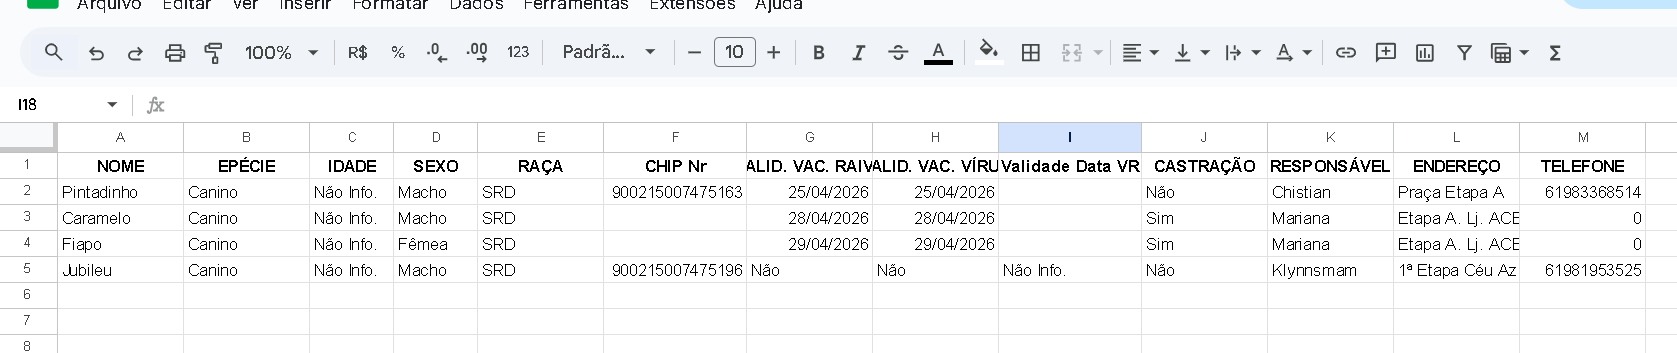 Arquivo Editar Ver Inserir Formatar Dados Ferramentas Extensões Ajuda
100% R$ % .0 .00 123 Padrã... 10 B I S A Σ
I18 fx
A B C D E F G H I J K L M
1 NOME EPÉCIE IDADE SEXO RAÇA CHIP Nr ALID. VAC. RAIV ALID. VAC. VÍRU Validade Data VR CASTRAÇÃO RESPONSÁVEL ENDEREÇO TELEFONE
2 Pintadinho Canino Não Info. Macho SRD 900215007475163 25/04/2026 25/04/2026 Não Chistian Praça Etapa A 61983368514
3 Caramelo Canino Não Info. Macho SRD 28/04/2026 28/04/2026 Sim Mariana Etapa A. Lj. ACE 0
4 Fiapo Canino Não Info. Fêmea SRD 29/04/2026 29/04/2026 Sim Mariana Etapa A. Lj. ACE 0
5 Jubileu Canino Não Info. Macho SRD 900215007475196 Não Não Não Info. Não Klynnsmam 1ª Etapa Céu Az 61981953525
6
7
8